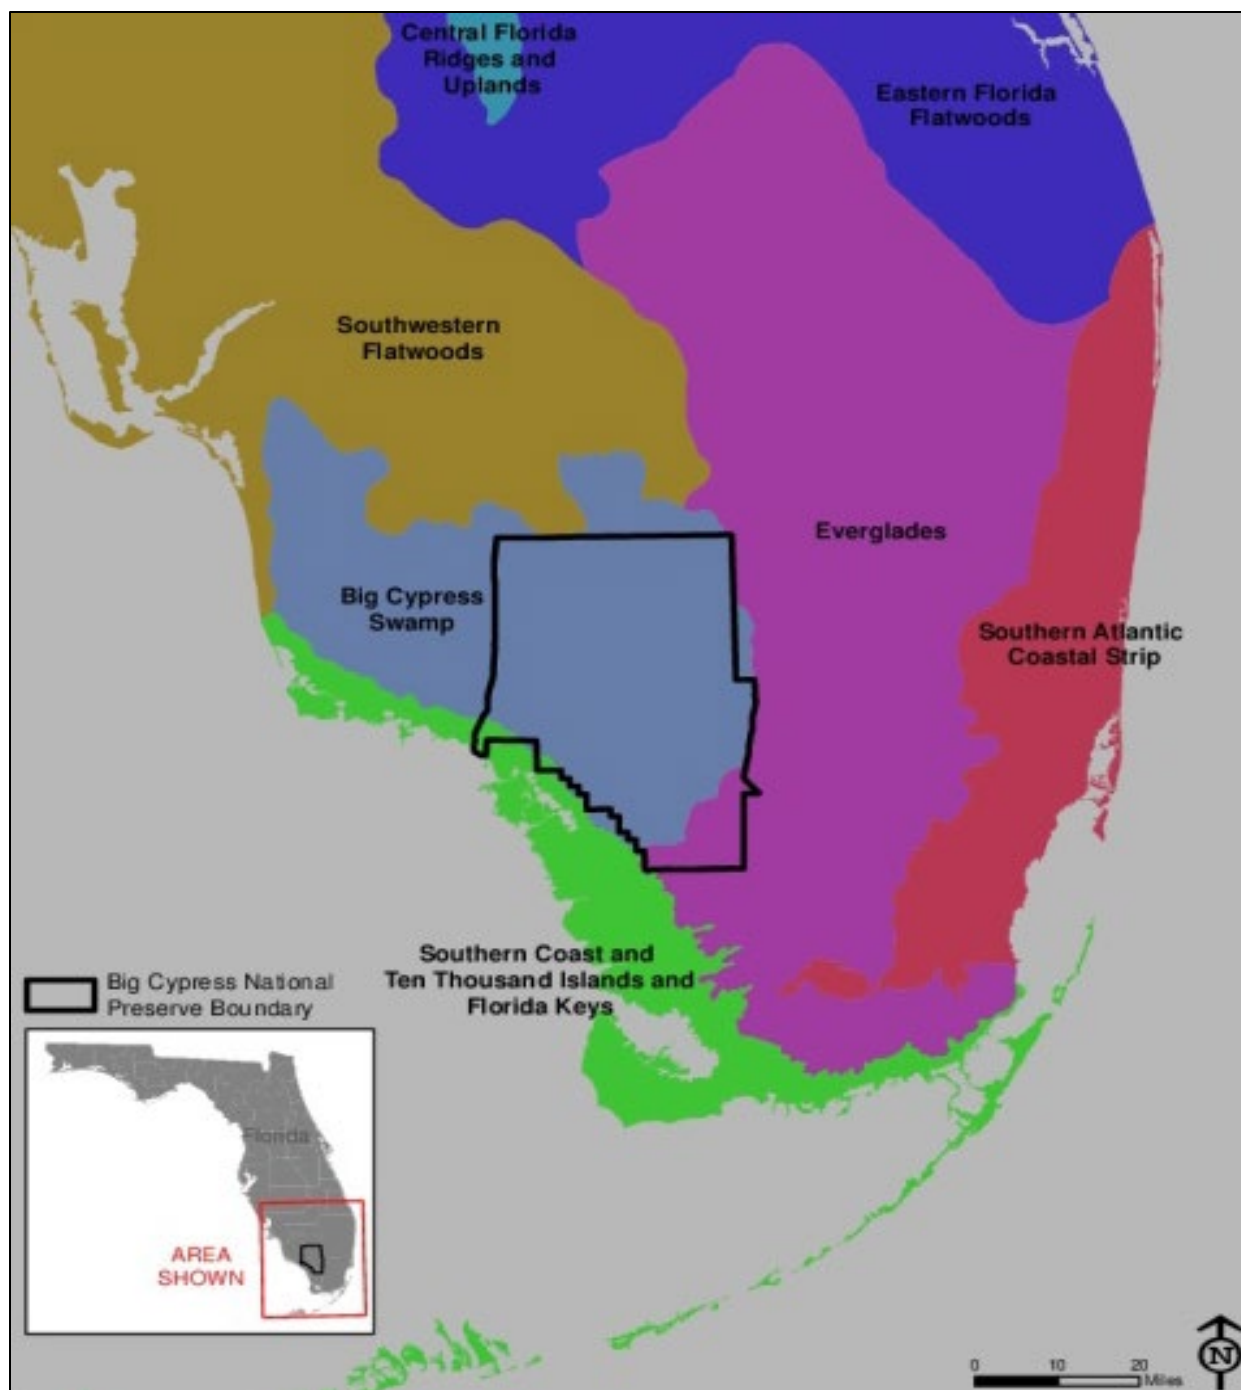 Central Florida
Ridges and
Uplands
Eastern Florida
Flatwoods
Southwestern
Flatwoods
Everglades
Big Cypress
Swamp
Southern Atlantic
Coastal Strip
Southern Coast and
Ten Thousand Islands and
Florida Keys
Big Cypress National
Preserve Boundary
Florida
AREA
SHOWN
0 10 20
Miles
N